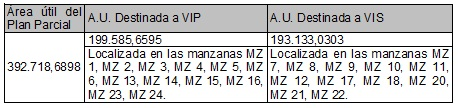 Área útil del
Plan Parcial
A.U. Destinada a VIP
A.U. Destinada a VIS
392.718,6898
199.585,6595
193.133,0303
Localizada en las manzanas MZ
1, MZ 2, MZ 3, MZ 4, MZ 5, MZ
6, MZ 13, MZ 14, MZ 15, MZ 16,
MZ 23, MZ 24.
Localizada en las manzanas MZ
7, MZ 8, MZ 9, MZ 10, MZ 11,
MZ 12, MZ 17, MZ 18, MZ 20,
MZ 21, MZ 22.